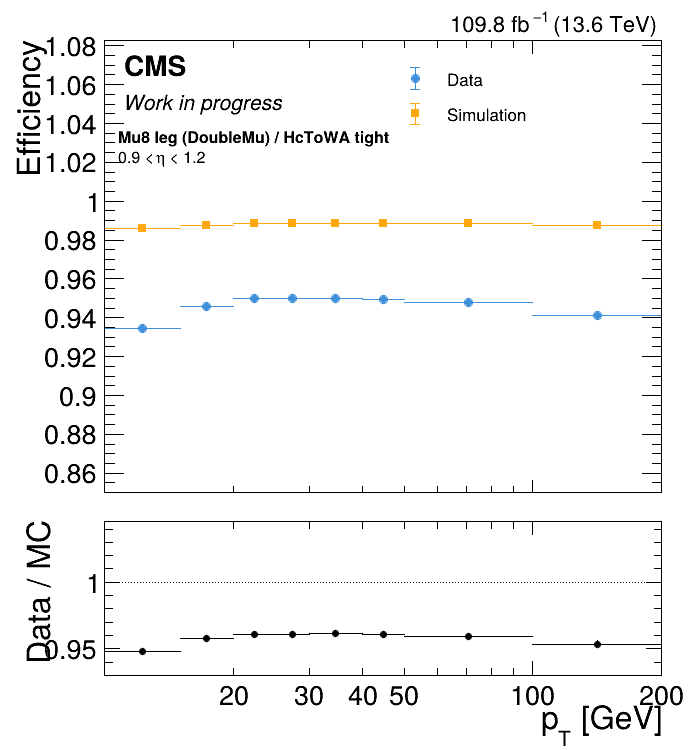 109.8 fb⁻¹ (13.6 TeV)
Efficiency
1.08
1.06
1.04
1.02
1
0.98
0.96
0.94
0.92
0.9
0.88
0.86
CMS
Work in progress
Mu8 leg (DoubleMu) / HcToWA tight
0.9 < η < 1.2
Data
Simulation
Data / MC
1
0.95
20 30 40 50 100 200
p_T [GeV]